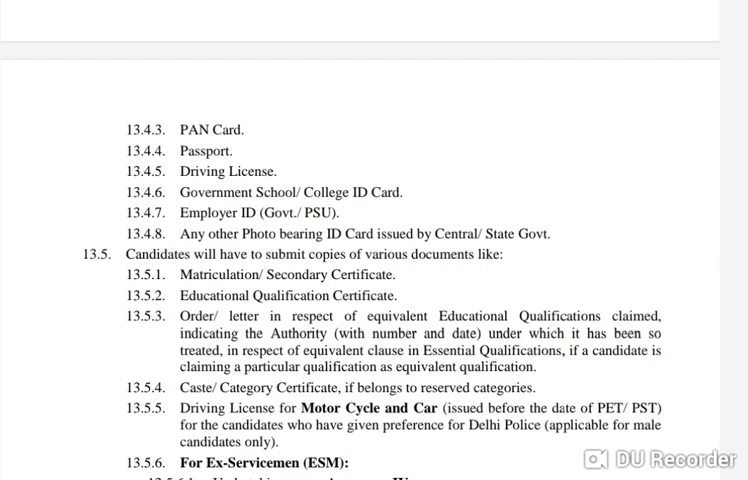 13.4.3. PAN Card.
13.4.4. Passport.
13.4.5. Driving License.
13.4.6. Government School/ College ID Card.
13.4.7. Employer ID (Govt./ PSU).
13.4.8. Any other Photo bearing ID Card issued by Central/ State Govt.
13.5. Candidates will have to submit copies of various documents like:
13.5.1. Matriculation/ Secondary Certificate.
13.5.2. Educational Qualification Certificate.
13.5.3. Order/ letter in respect of equivalent Educational Qualifications claimed,
indicating the Authority (with number and date) under which it has been so
treated, in respect of equivalent clause in Essential Qualifications, if a candidate is
claiming a particular qualification as equivalent qualification.
13.5.4. Caste/ Category Certificate, if belongs to reserved categories.
13.5.5. Driving License for Motor Cycle and Car (issued before the date of PET/ PST)
for the candidates who have given preference for Delhi Police (applicable for male
candidates only).
13.5.6. For Ex-Servicemen (ESM):
DU Recorder